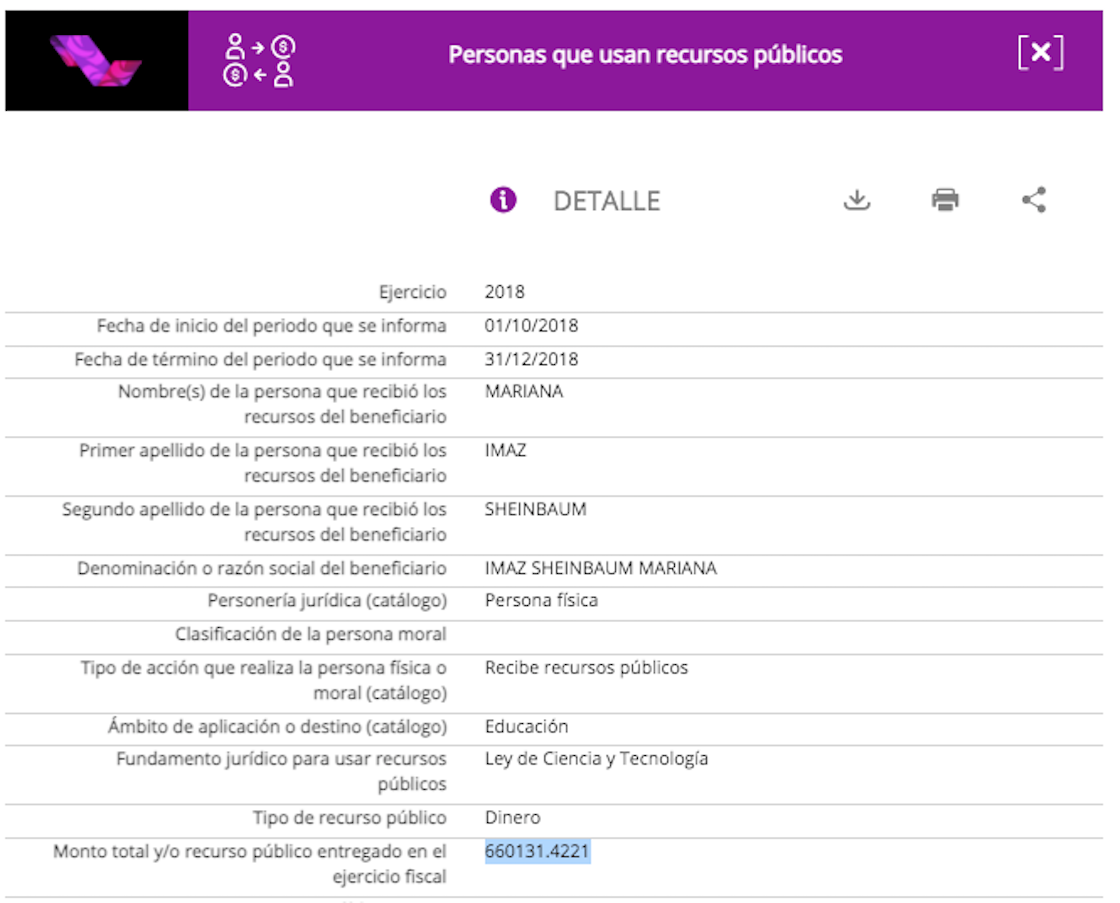 Personas que usan recursos públicos
DETALLE
Ejercicio 2018
Fecha de inicio del periodo que se informa 01/10/2018
Fecha de término del periodo que se informa 31/12/2018
Nombre(s) de la persona que recibió los MARIANA
recursos del beneficiario
Primer apellido de la persona que recibió los IMAZ
recursos del beneficiario
Segundo apellido de la persona que recibió los SHEINBAUM
recursos del beneficiario
Denominación o razón social del beneficiario IMAZ SHEINBAUM MARIANA
Personería jurídica (catálogo) Persona física
Clasificación de la persona moral
Tipo de acción que realiza la persona física o Recibe recursos públicos
moral (catálogo)
Ámbito de aplicación o destino (catálogo) Educación
Fundamento jurídico para usar recursos Ley de Ciencia y Tecnología
públicos
Tipo de recurso público Dinero
Monto total y/o recurso público entregado en el 660131.4221
ejercicio fiscal